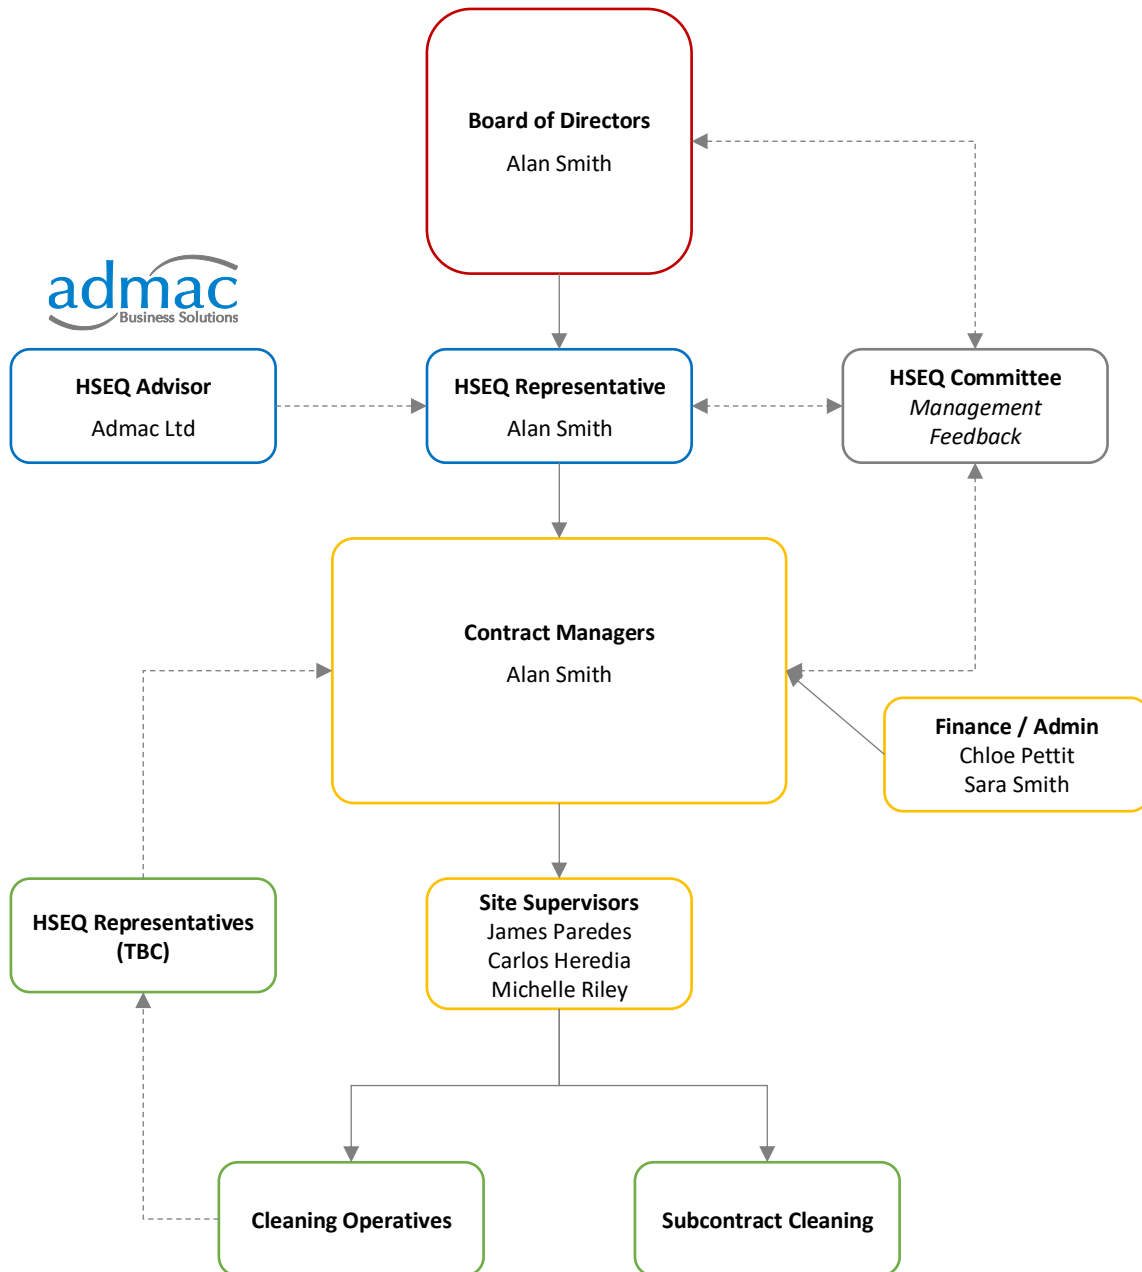 Board of Directors
Alan Smith
admac
Business Solutions
HSEQ Advisor
Admac Ltd
HSEQ Representative
Alan Smith
HSEQ Committee
Management
Feedback
Contract Managers
Alan Smith
Finance / Admin
Chloe Pettit
Sara Smith
HSEQ Representatives
(TBC)
Site Supervisors
James Paredes
Carlos Heredia
Michelle Riley
Cleaning Operatives
Subcontract Cleaning